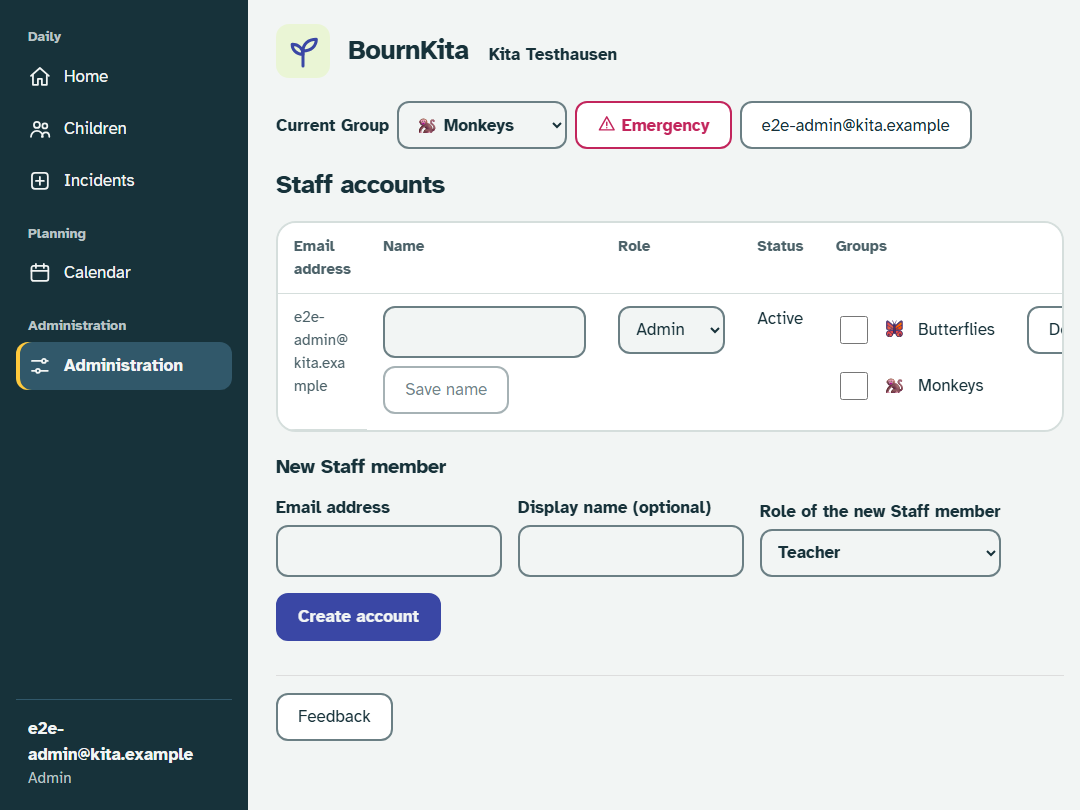 Daily
Home
Children
Incidents
Planning
Calendar
Administration
Administration
e2e-
admin@kita.example
Admin
BournKita
Kita Testhausen
Current Group
Monkeys
Emergency
e2e-admin@kita.example
Staff accounts
Email
address
Name
Role
Status
Groups
e2e-
admin@
kita.exa
mple
Save name
Admin
Active
Butterflies
Monkeys
New Staff member
Email address
Display name (optional)
Role of the new Staff member
Teacher
Create account
Feedback